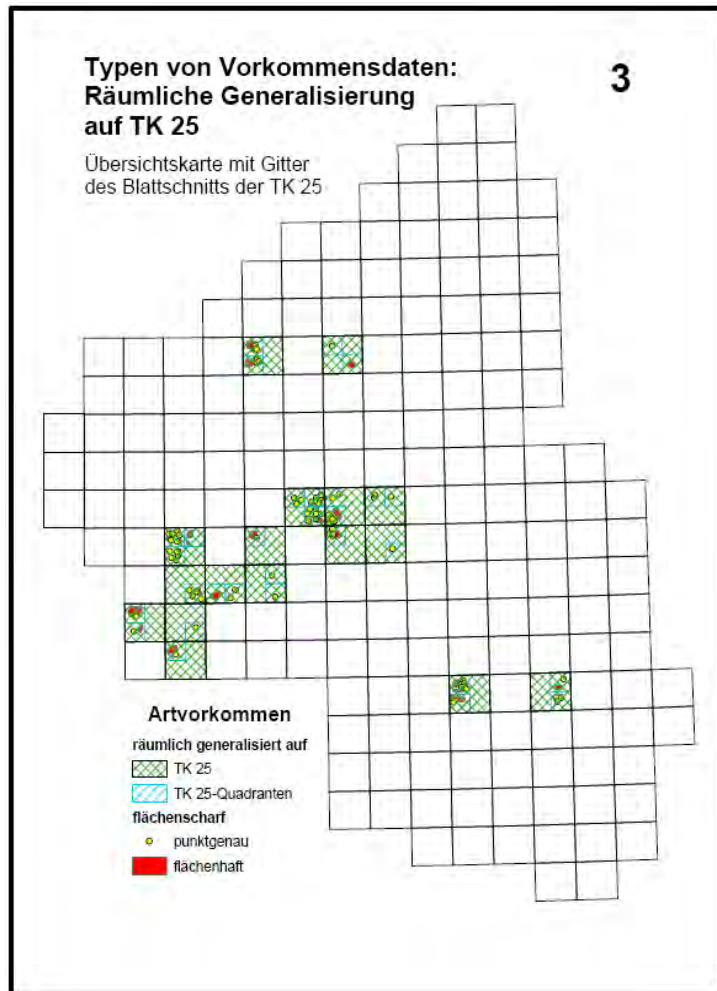 Typen von Vorkommensdaten:
Räumliche Generalisierung
auf TK 25
3
Übersichtskarte mit Gitter
des Blattschnitts der TK 25
Artvorkommen
räumlich generalisiert auf
TK 25
TK 25-Quadranten
flächenscharf
punktgenau
flächenhaft